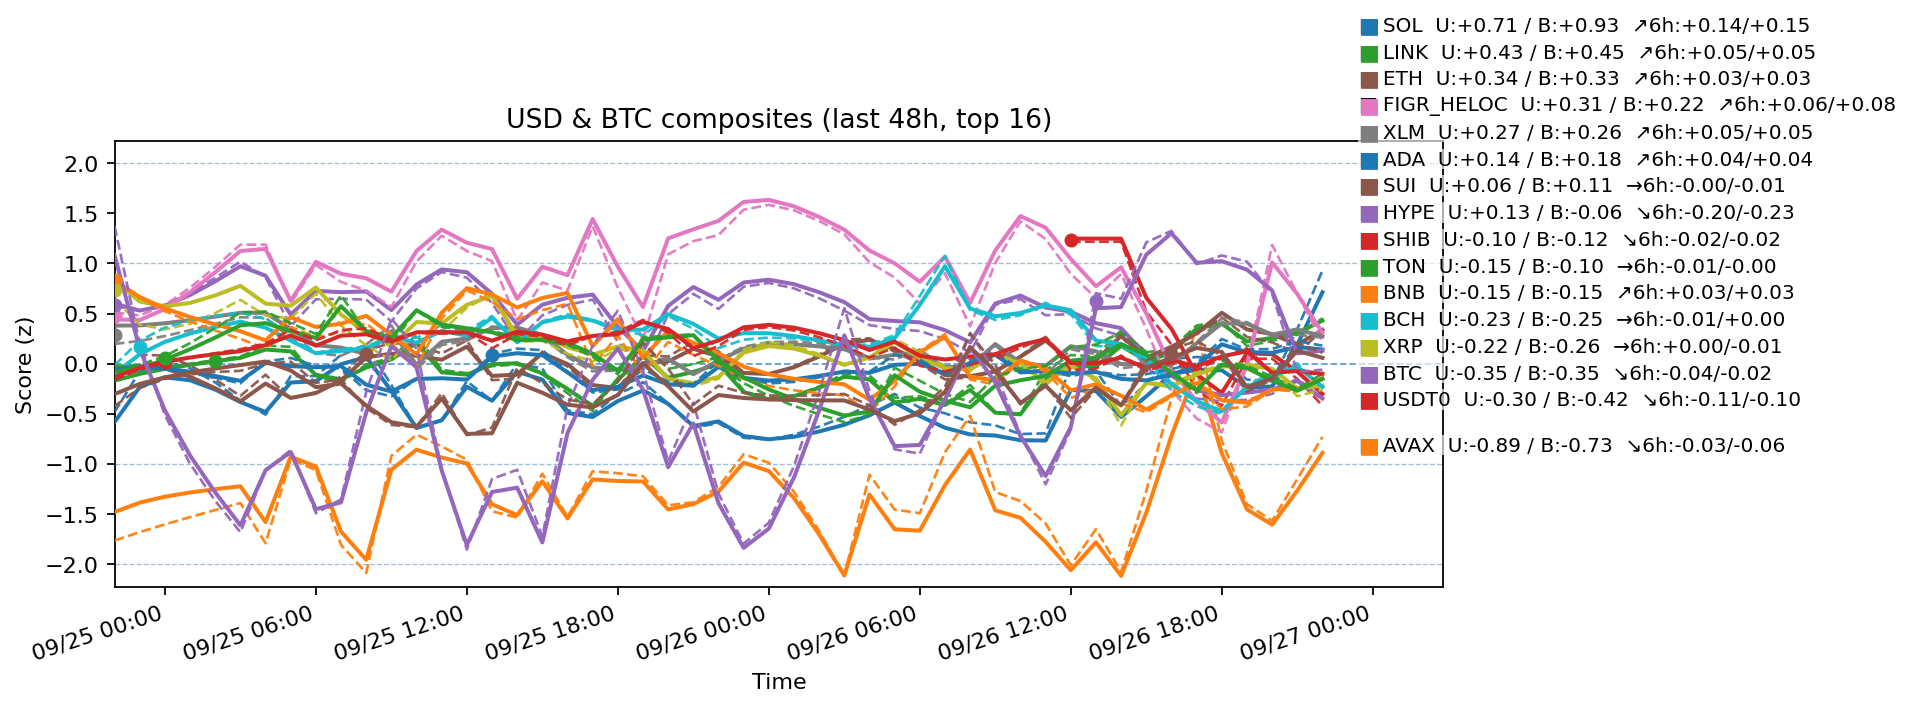 SOL U:+0.71 / B:+0.93 ↗6h:+0.14/+0.15
LINK U:+0.43 / B:+0.45 ↗6h:+0.05/+0.05
ETH U:+0.34 / B:+0.33 ↗6h:+0.03/+0.03
FIGR_HELOC U:+0.31 / B:+0.22 ↗6h:+0.06/+0.08
XLM U:+0.27 / B:+0.26 ↗6h:+0.05/+0.05
ADA U:+0.14 / B:+0.18 ↗6h:+0.04/+0.04
SUI U:+0.06 / B:+0.11 →6h:-0.00/-0.01
HYPE U:+0.13 / B:-0.06 ↘6h:-0.20/-0.23
SHIB U:-0.10 / B:-0.12 ↘6h:-0.02/-0.02
TON U:-0.15 / B:-0.10 →6h:-0.01/-0.00
BNB U:-0.15 / B:-0.15 ↗6h:+0.03/+0.03
BCH U:-0.23 / B:-0.25 →6h:-0.01/+0.00
XRP U:-0.22 / B:-0.26 →6h:+0.00/-0.01
BTC U:-0.35 / B:-0.35 ↘6h:-0.04/-0.02
USDT0 U:-0.30 / B:-0.42 ↘6h:-0.11/-0.10
AVAX U:-0.89 / B:-0.73 ↘6h:-0.03/-0.06
USD & BTC composites (last 48h, top 16)
Score (z)
2.0
1.5
1.0
0.5
0.0
−0.5
−1.0
−1.5
−2.0
09/25 00:00
09/25 06:00
09/25 12:00
09/25 18:00
09/26 00:00
09/26 06:00
09/26 12:00
09/26 18:00
09/27 00:00
Time